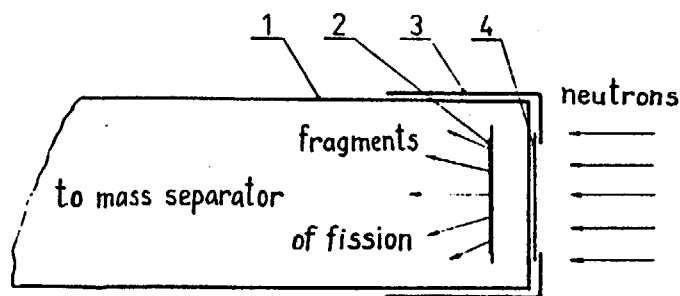 1 2 3 4
neutrons
fragments
to mass separator
of fission